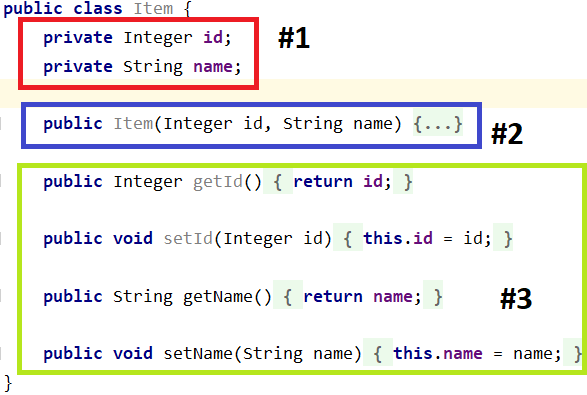 public class Item {
private Integer id;
#1
private String name;
public Item(Integer id, String name) {...}
#2
public Integer getId() { return id; }
public void setId(Integer id) { this.id = id; }
public String getName() { return name; }
#3
public void setName(String name) { this.name = name; }
}